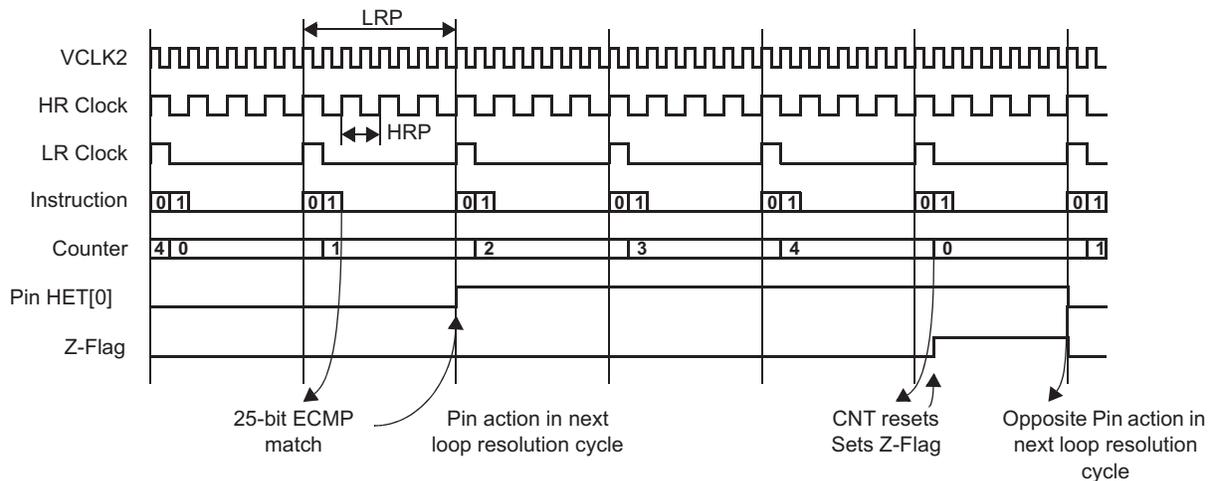 LRP
VCLK2
HR Clock
HRP
LR Clock
Instruction 0 1 0 1 0 1 0 1 0 1 0 1 0 1
Counter 4 0 1 2 3 4 0 1
Pin HET[0]
Z-Flag
25-bit ECMP
match
Pin action in next
loop resolution cycle
CNT resets
Sets Z-Flag
Opposite Pin action in
next loop resolution
cycle